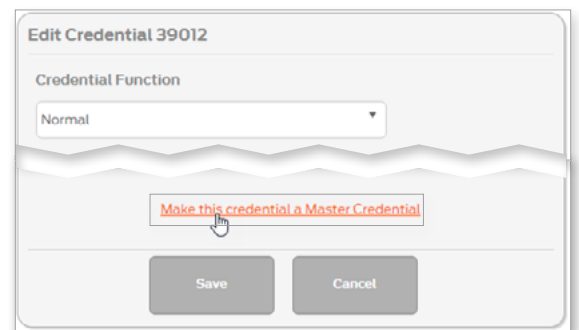 Edit Credential 39012
Credential Function
Normal
Make this credential a Master Credential
Save
Cancel